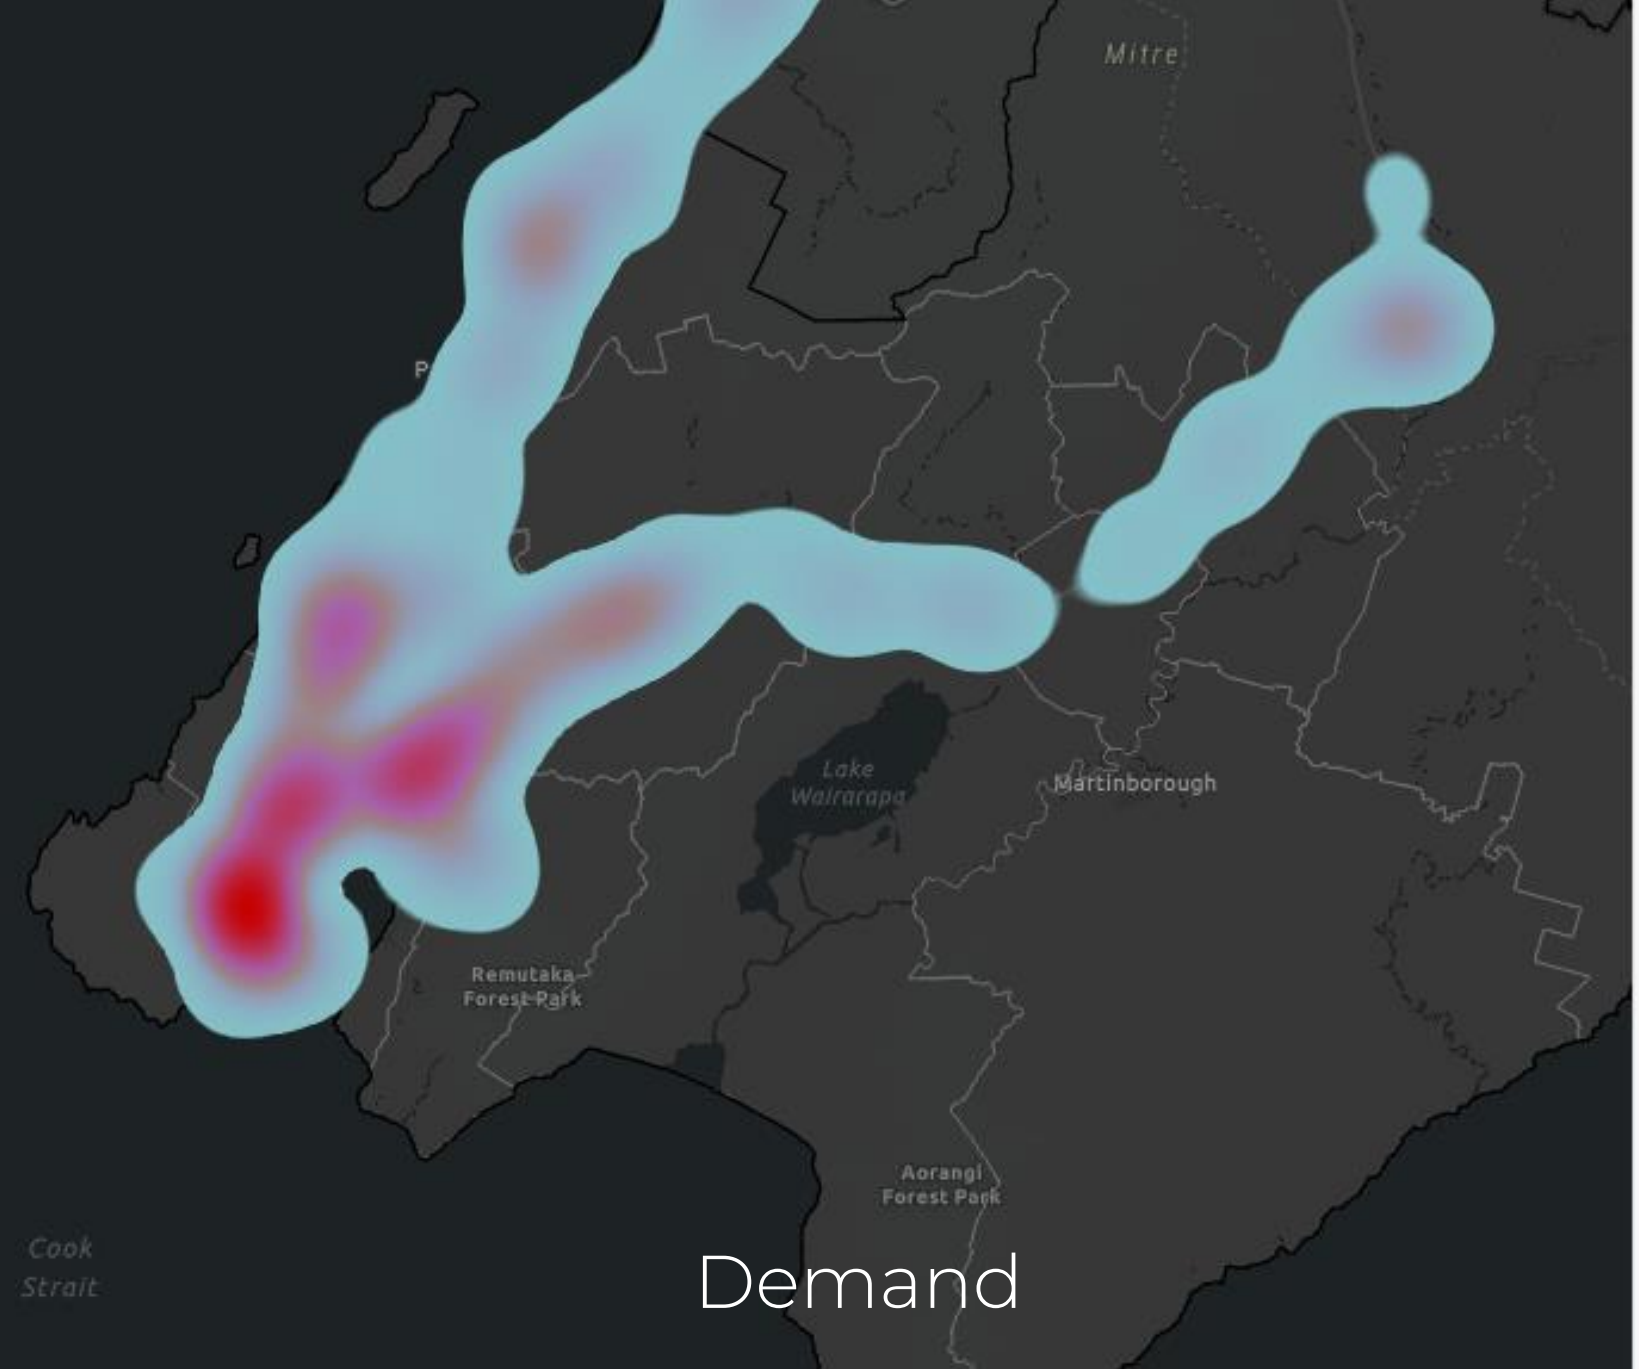 Mitre
P
Lake
Wairarapa
Martinborough
Remutaka
Forest Park
Aorangi
Forest Park
Cook
Strait
Demand